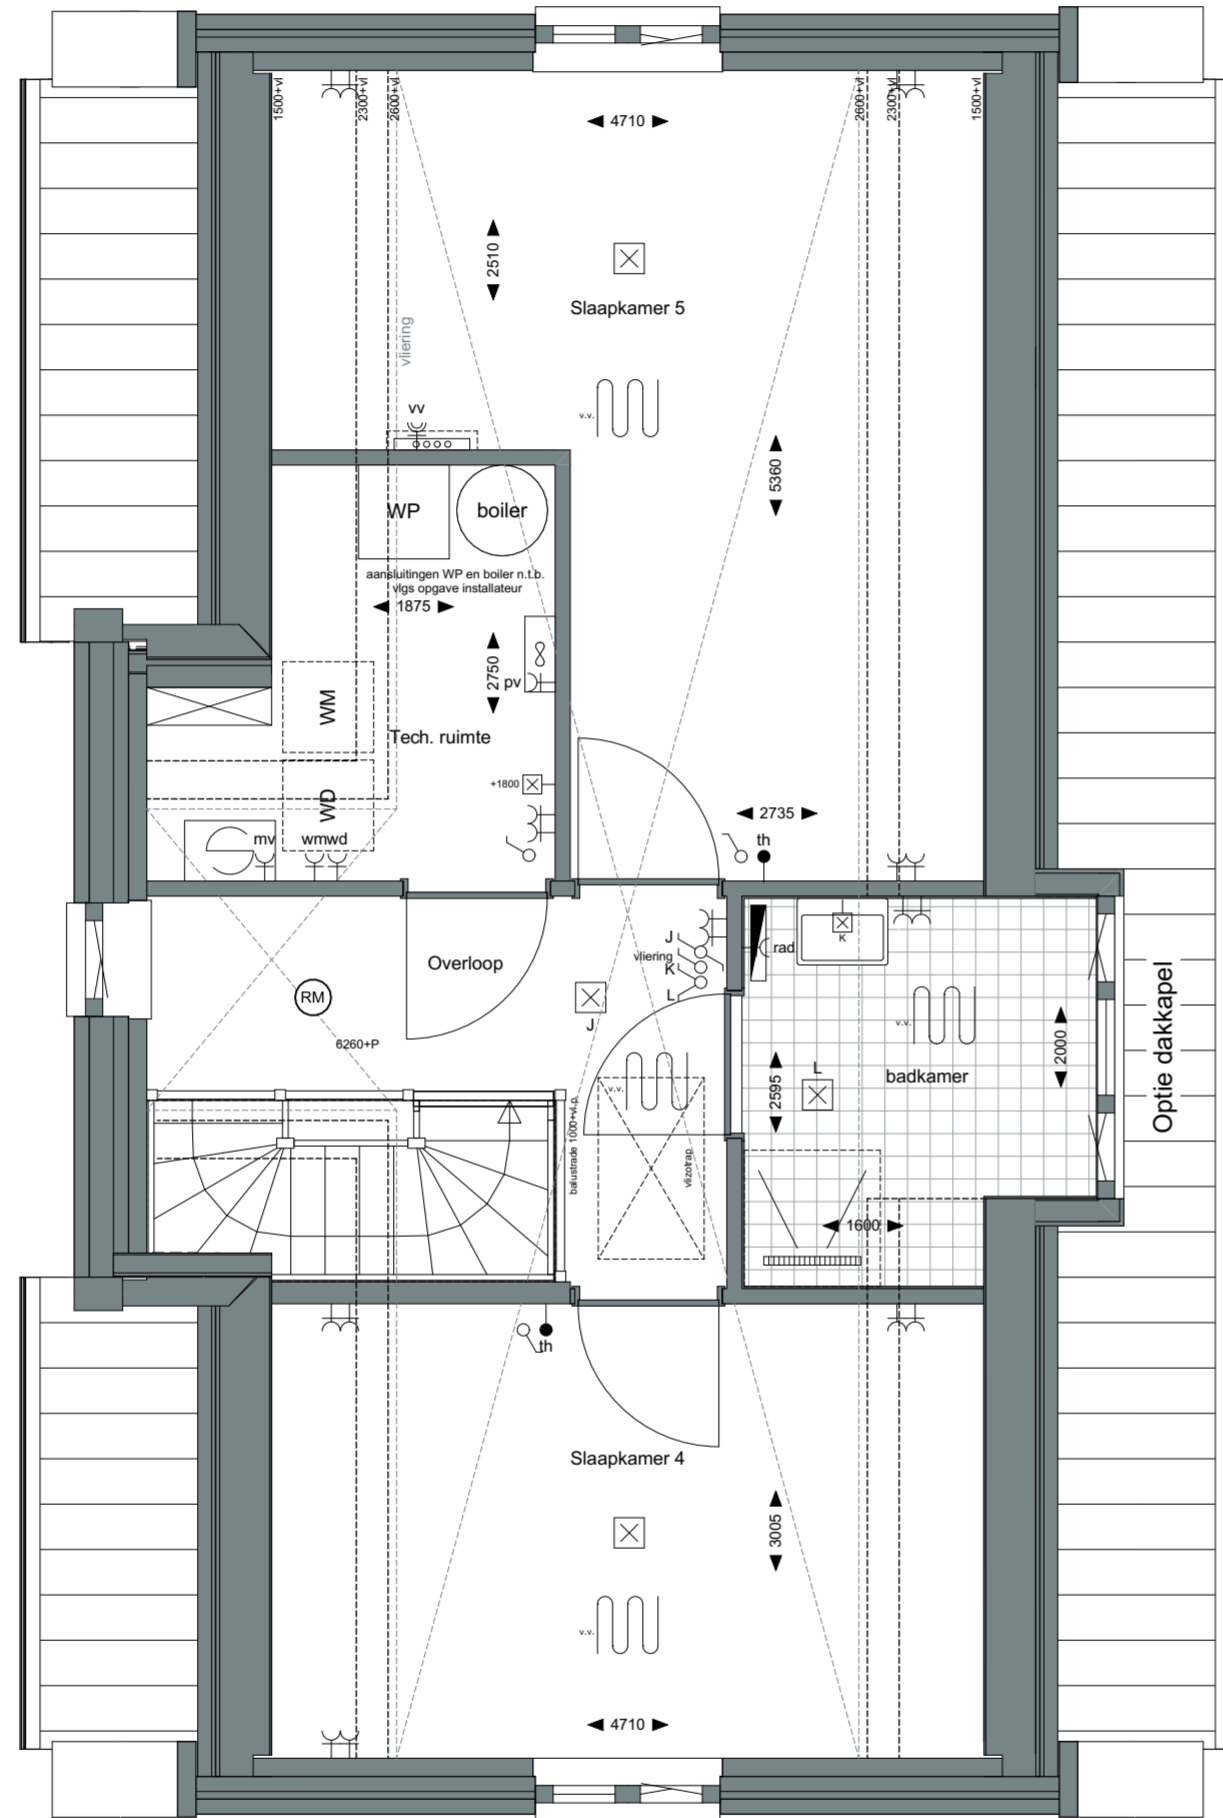 1500+vl
2300+vl
2600+vl
2600+vl
2300+vl
1500+vl
4710
2510
Slaapkamer 5
vliering
v.v.
vv
5360
WP
boiler
aansluitingen WP en boiler n.t.b.
vlgs opgave installateur
1875
2750
pv
WM
Tech. ruimte
+1800
WD
mv
wmwd
2735
th
J
vliering
K
L
rad
K
Overloop
RM
J
6260+P
v.v.
v.v.
2000
L
2595
badkamer
Optie dakkapel
balustrade 1000+vl-p
vlizotrap
1600
th
Slaapkamer 4
3005
v.v.
4710